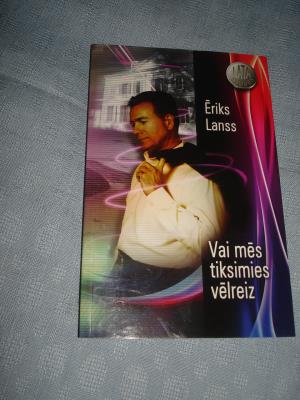 Ēriks
Lanss
Vai mēs
tiksimies
vēlreiz